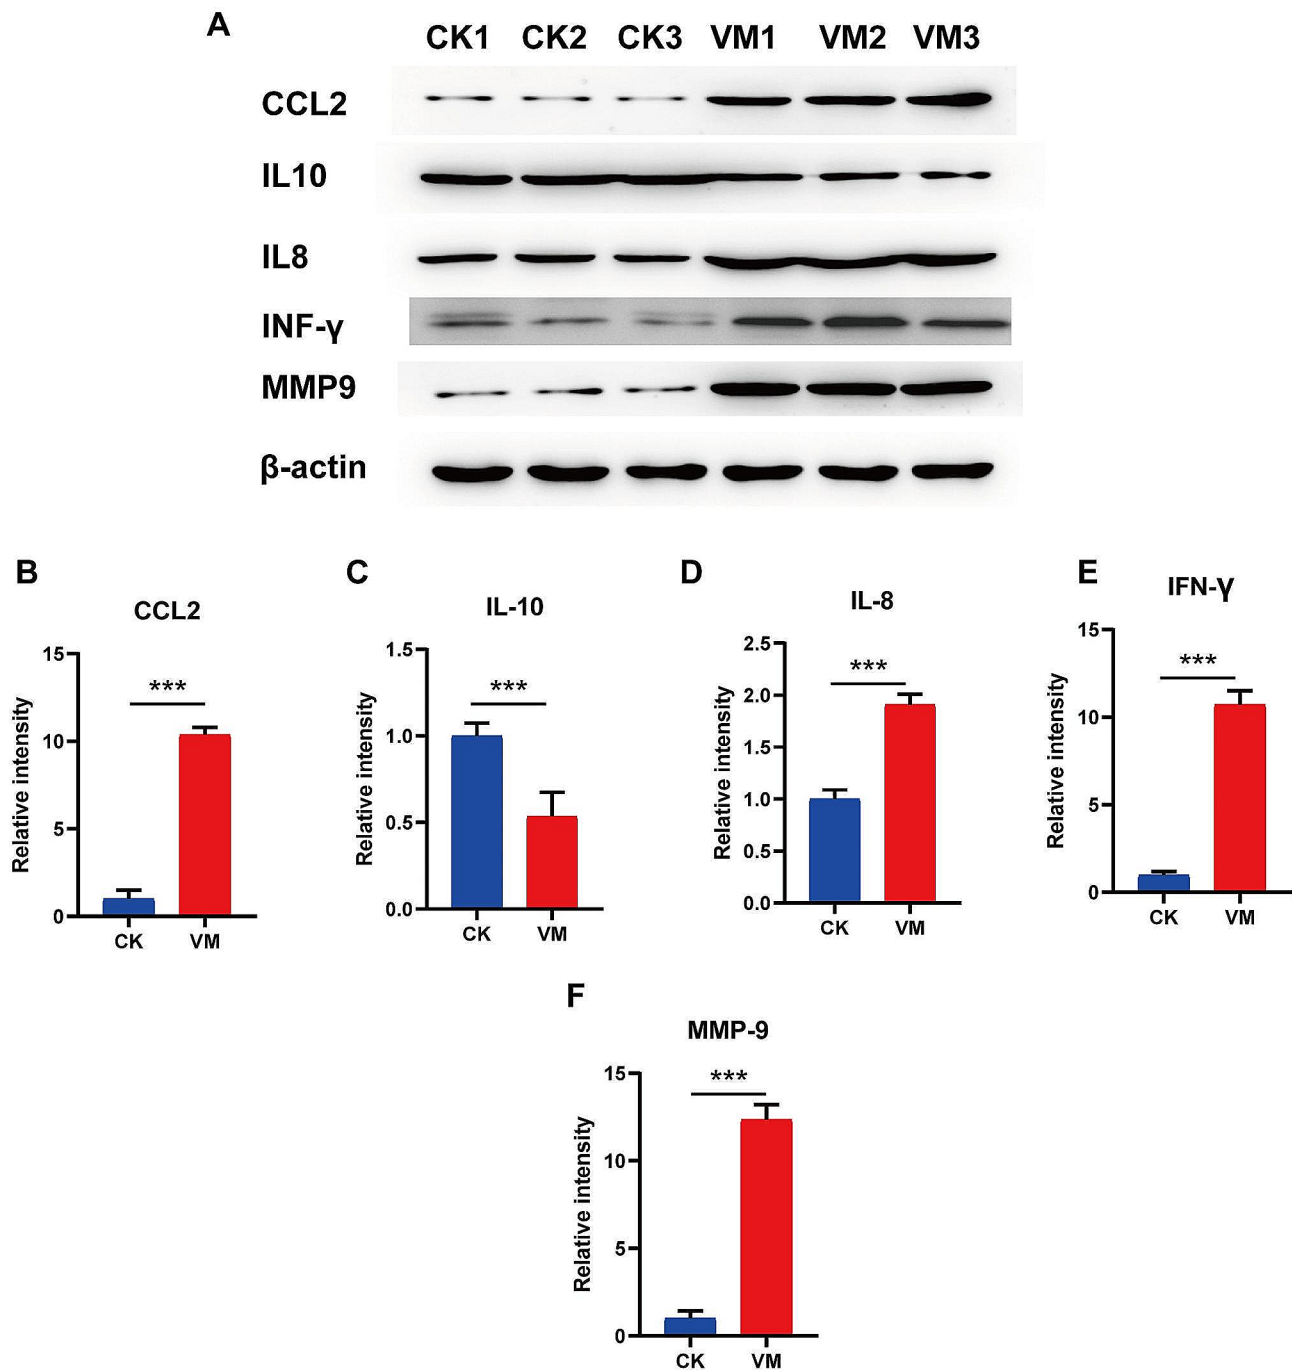 A
CK1 CK2 CK3 VM1 VM2 VM3
CCL2
IL10
IL8
INF-γ
MMP9
β-actin
B
CCL2
15
10
5
0
Relative intensity
***
CK VM
C
IL-10
1.5
1.0
0.5
0.0
Relative intensity
***
CK VM
D
IL-8
2.5
2.0
1.5
1.0
0.5
0.0
Relative intensity
***
CK VM
E
IFN-γ
15
10
5
0
Relative intensity
***
CK VM
F
MMP-9
15
10
5
0
Relative intensity
***
CK VM